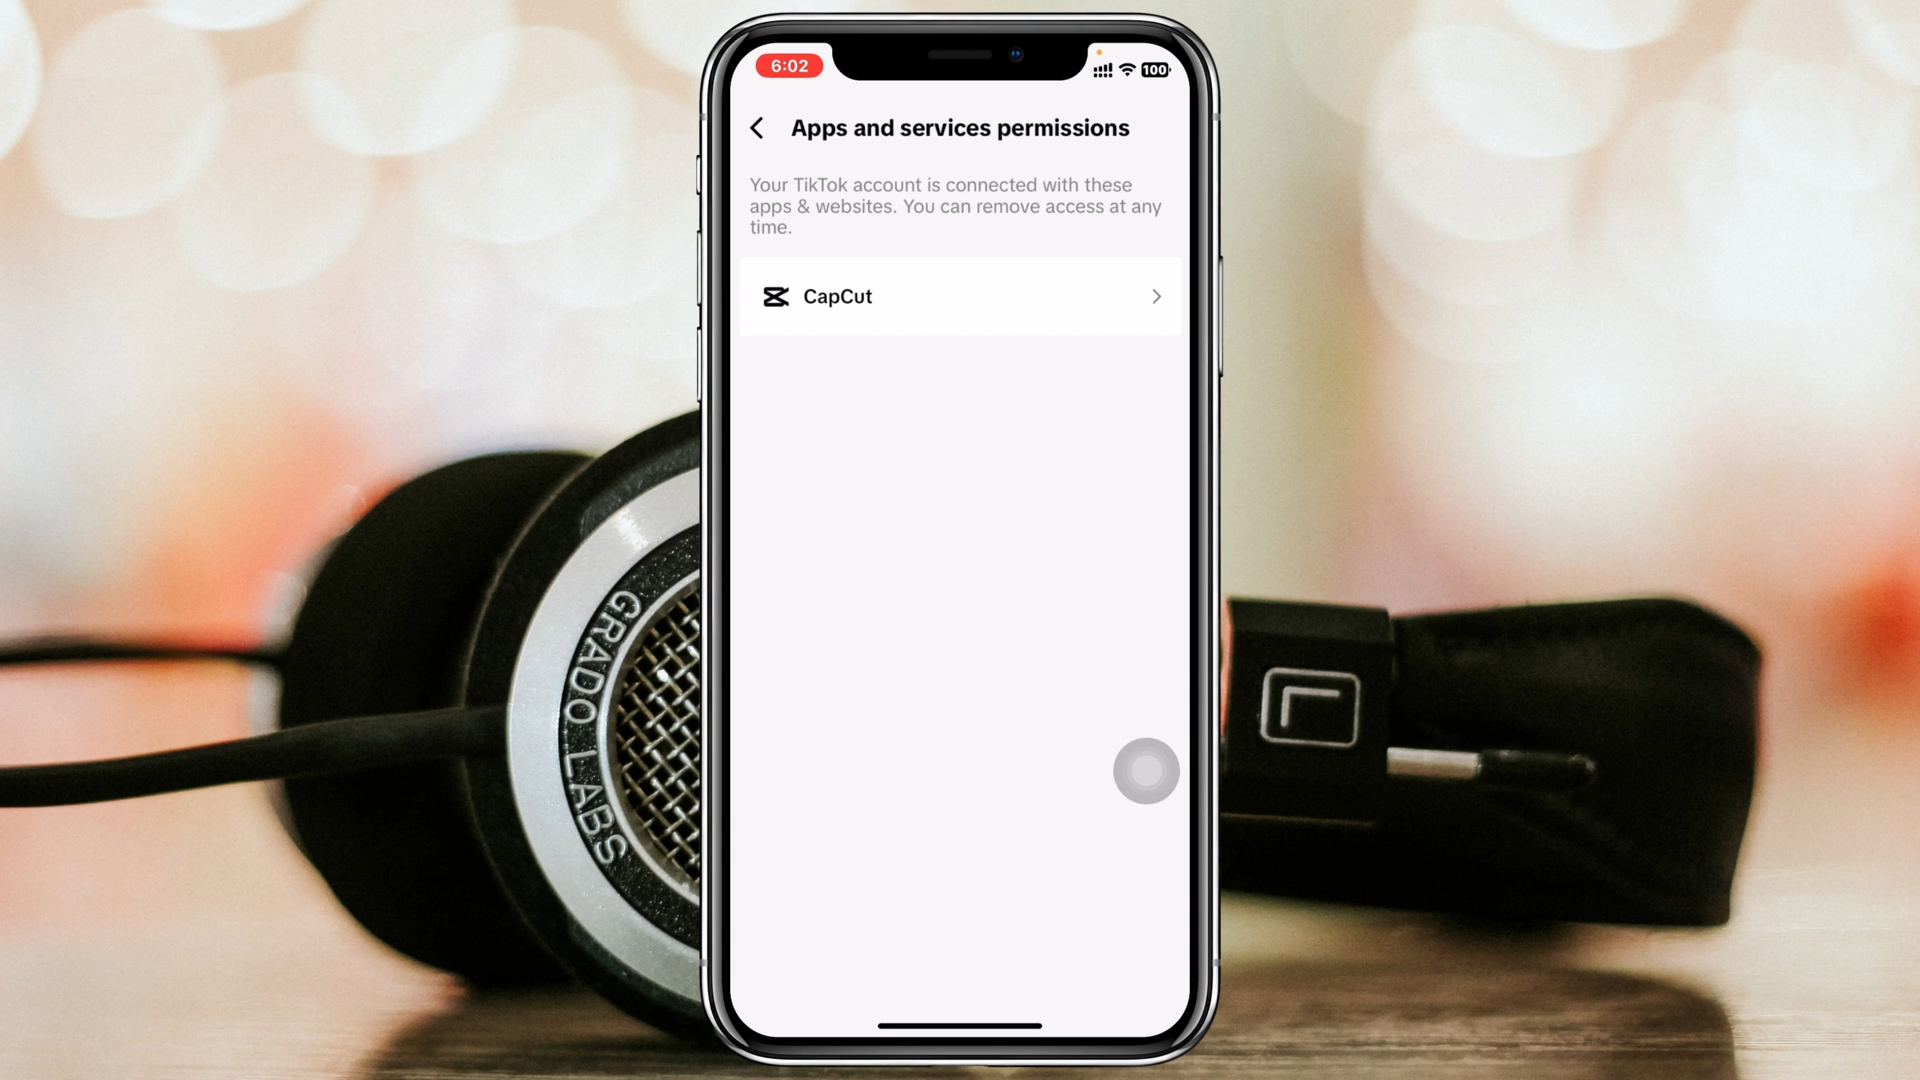 6:02
100
Apps and services permissions
Your TikTok account is connected with these
apps & websites. You can remove access at any
time.
CapCut
GRADO LABS
L